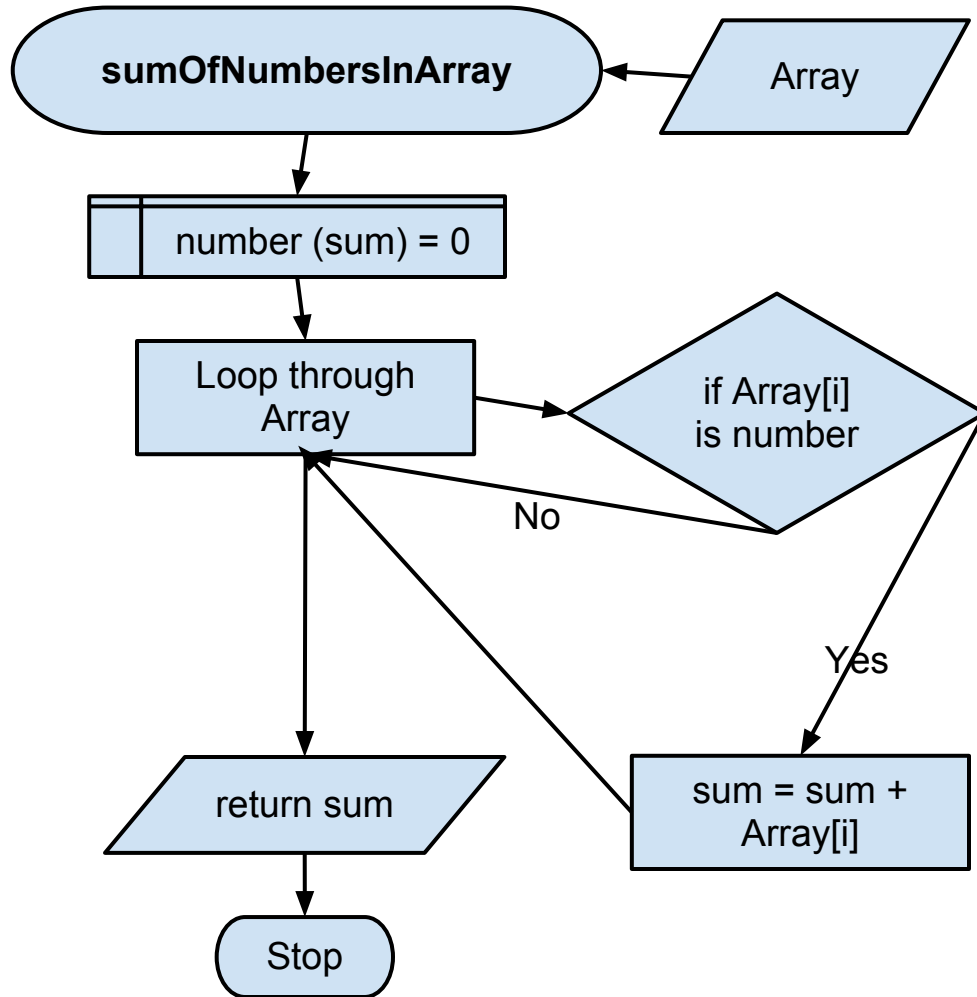 sumOfNumbersInArray
Array
number (sum) = 0
Loop through
Array
if Array[i]
is number
No
Yes
return sum
sum = sum +
Array[i]
Stop